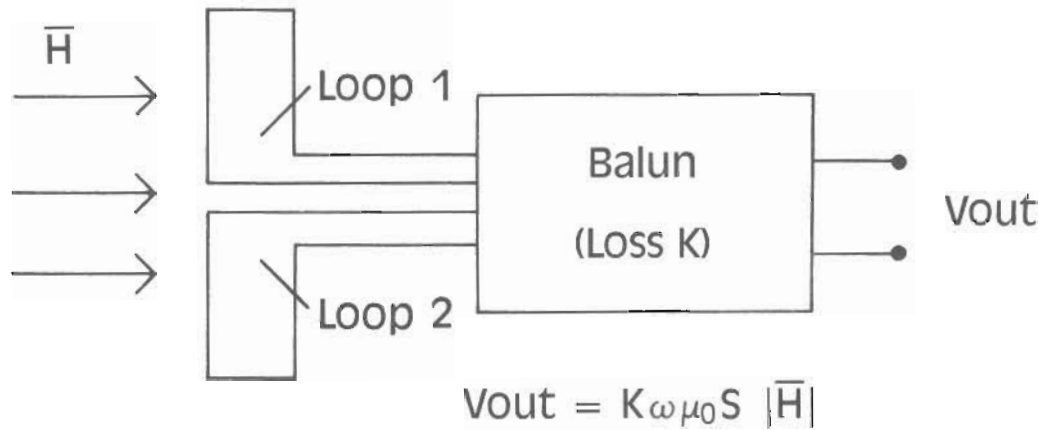 H̅
Loop 1
Balun
(Loss K)
Vout
Loop 2
Vout = Kωμ₀S |H̅|